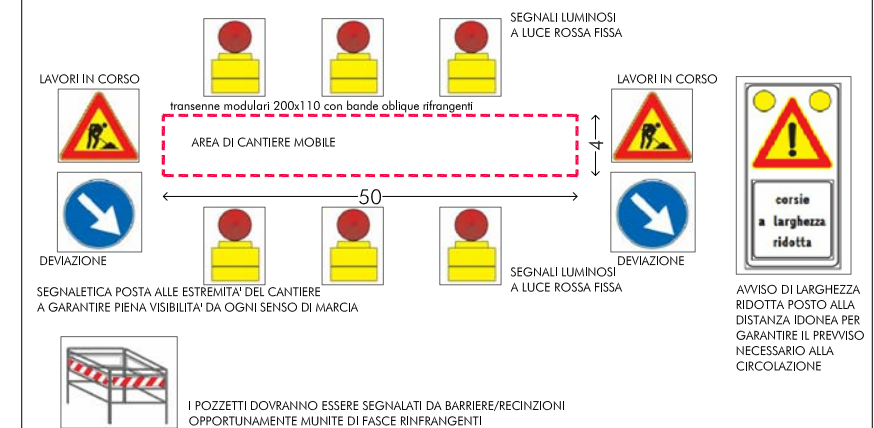 SEGNALI LUMINOSI
A LUCE ROSSA FISSA
LAVORI IN CORSO
LAVORI IN CORSO
transenne modulari 200x110 con bande oblique rifrangenti
AREA DI CANTIERE MOBILE
4
50
corsie
a larghezza
ridotta
DEVIAZIONE
DEVIAZIONE
SEGNALI LUMINOSI
A LUCE ROSSA FISSA
SEGNALETICA POSTA ALLE ESTREMITA' DEL CANTIERE
A GARANTIRE PIENA VISIBILITA' DA OGNI SENSO DI MARCIA
AVVISO DI LARGHEZZA
RIDOTTA POSTO ALLA
DISTANZA IDONEA PER
GARANTIRE IL PREVVISO
NECESSARIO ALLA
CIRCOLAZIONE
I POZZETTI DOVRANNO ESSERE SEGNALATI DA BARRIERE/RECINZIONI
OPPORTUNAMENTE MUNITE DI FASCE RINFRANGENTI